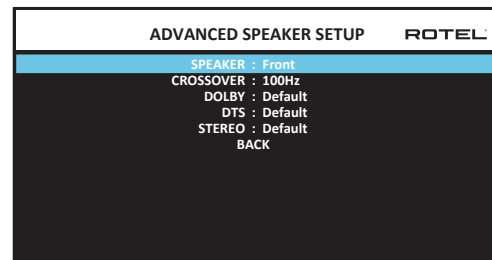 ADVANCED SPEAKER SETUP ROTEL
SPEAKER : Front
CROSSOVER : 100Hz
DOLBY : Default
DTS : Default
STEREO : Default
BACK